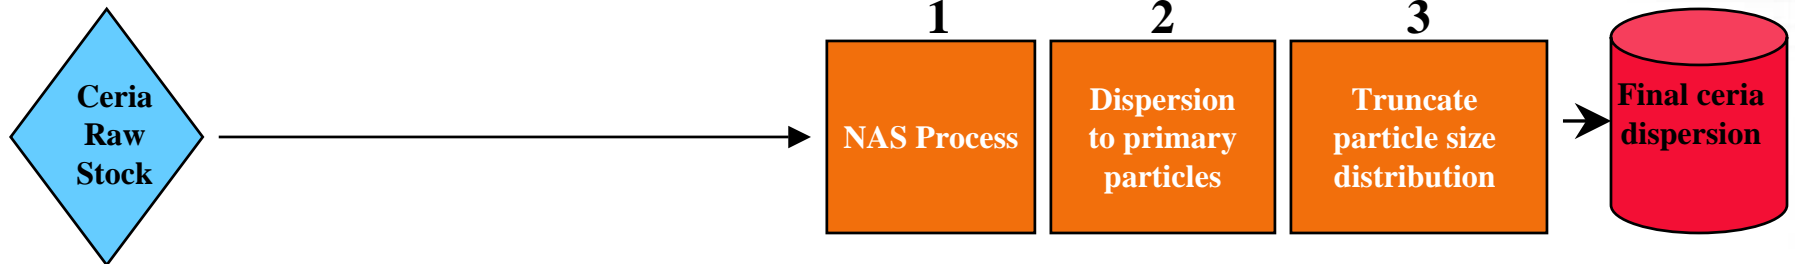 1
2
3
Ceria
Raw
Stock
NAS Process
Dispersion
to primary
particles
Truncate
particle size
distribution
Final ceria
dispersion